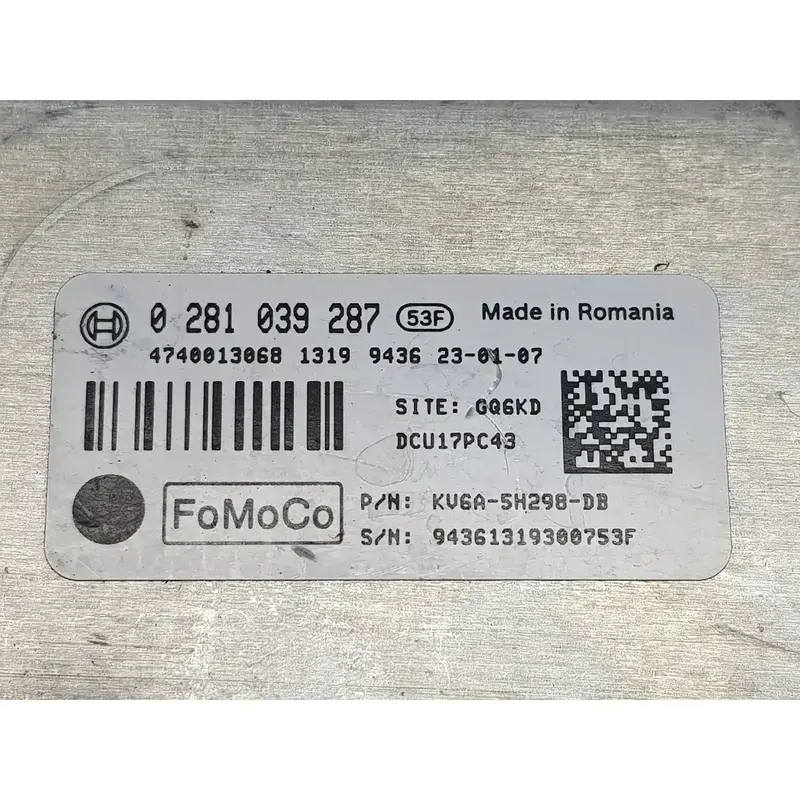 0 281 039 287 53F Made in Romania
4740013068 1319 9436 23-01-07
SITE: GQ6KD
DCU17PC43
FoMoCo
P/N: KV6A-5H298-DB
S/N: 94361319300753F